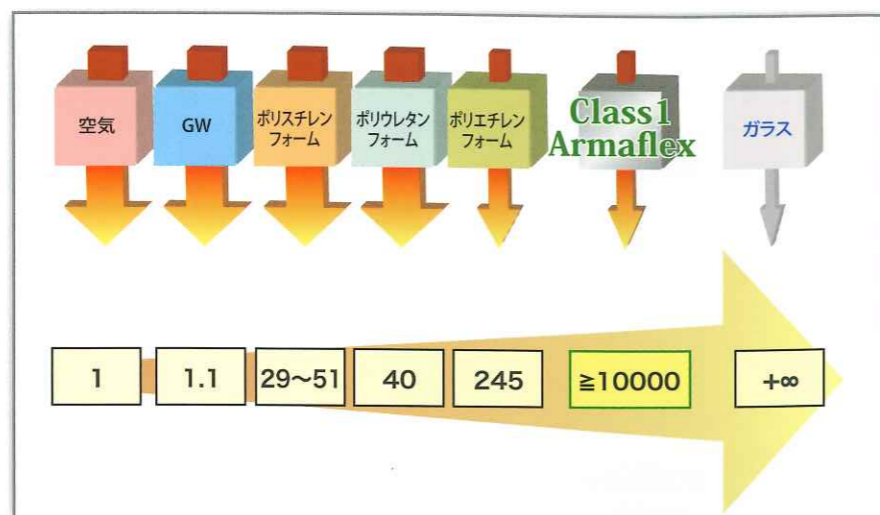 空気
GW
ポリスチレン
フォーム
ポリウレタン
フォーム
ポリエチレン
フォーム
Class1
Armaflex
ガラス
1
1.1
29〜51
40
245
≧10000
+∞